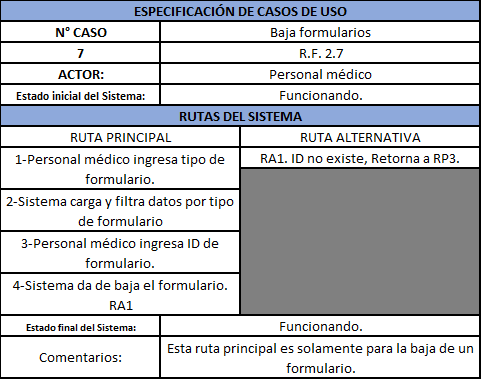 ESPECIFICACIÓN DE CASOS DE USO
N° CASO
Baja formularios
7
R.F. 2.7
ACTOR:
Personal médico
Estado inicial del Sistema:
Funcionando.
RUTAS DEL SISTEMA
RUTA PRINCIPAL
RUTA ALTERNATIVA
1-Personal médico ingresa tipo de
formulario.
RA1. ID no existe, Retorna a RP3.
2-Sistema carga y filtra datos por tipo
de formulario
3-Personal médico ingresa ID de
formulario.
4-Sistema da de baja el formulario.
RA1
Estado final del Sistema:
Funcionando.
Comentarios:
Esta ruta principal es solamente para la baja de un
formulario.